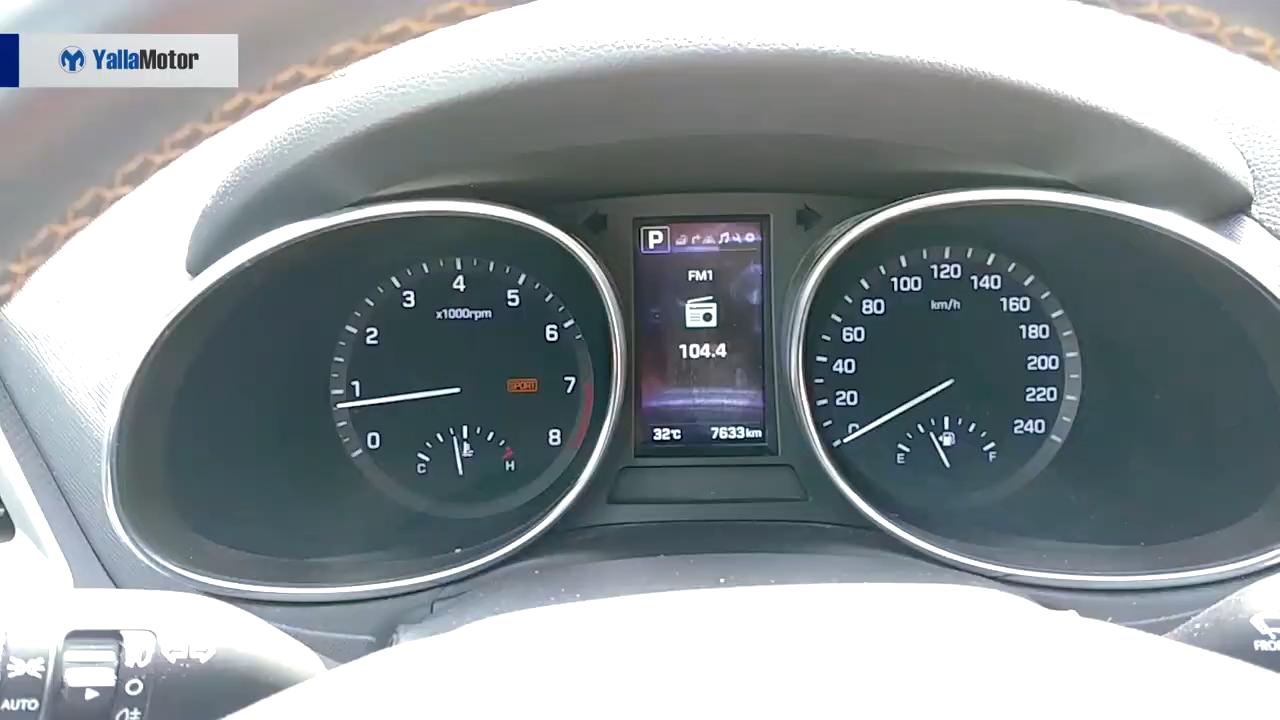 YallaMotor
0 1 2 3 4 5 6 7 8
x1000rpm
SPORT
C H
P
FM1
104.4
32℃ 7633km
0 20 40 60 80 100 120 140 160 180 200 220 240
km/h
E F
AUTO